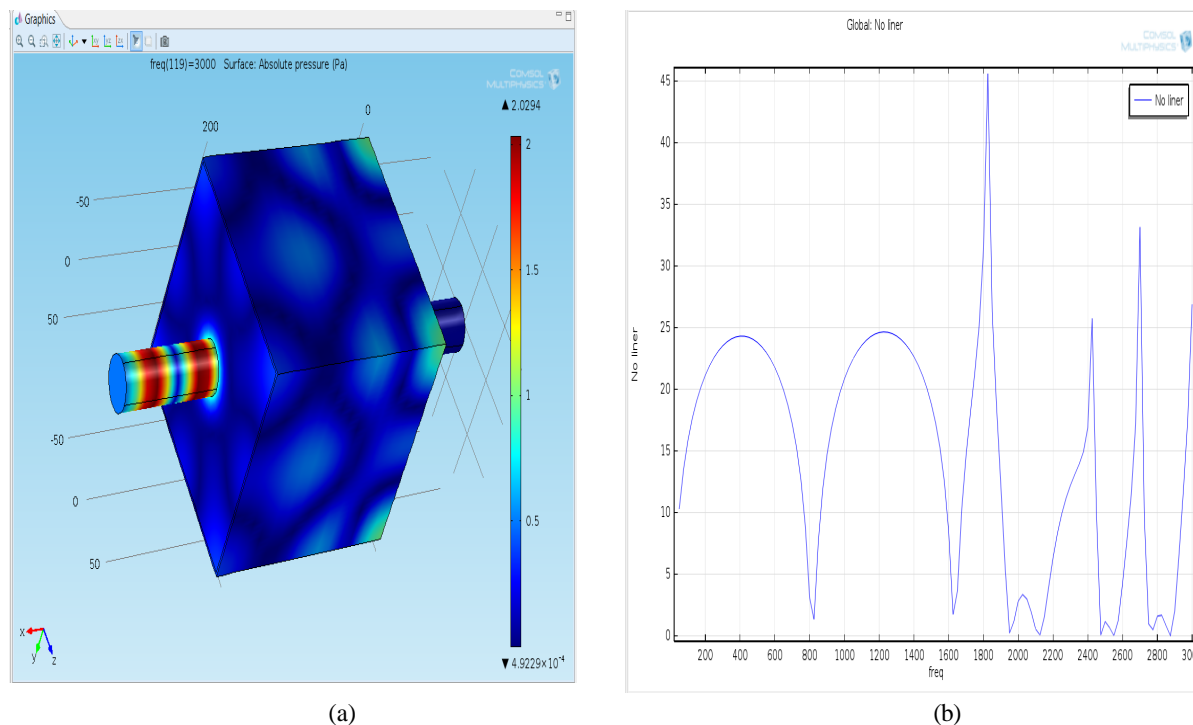 Graphics
freq(119)=3000 Surface: Absolute pressure (Pa)
COMSOL
MULTIPHYSICS
▲ 2.0294
0
200
2
-50
0
1.5
50
1
-50
0
0.5
50
x
y
z
▼ 4.9229×10⁻⁴
(a)
Global: No liner
COMSOL
MULTIPHYSICS
No liner
45
40
35
30
25
20
15
10
5
0
No liner
200 400 600 800 1000 1200 1400 1600 1800 2000 2200 2400 2600 2800
freq
(b)